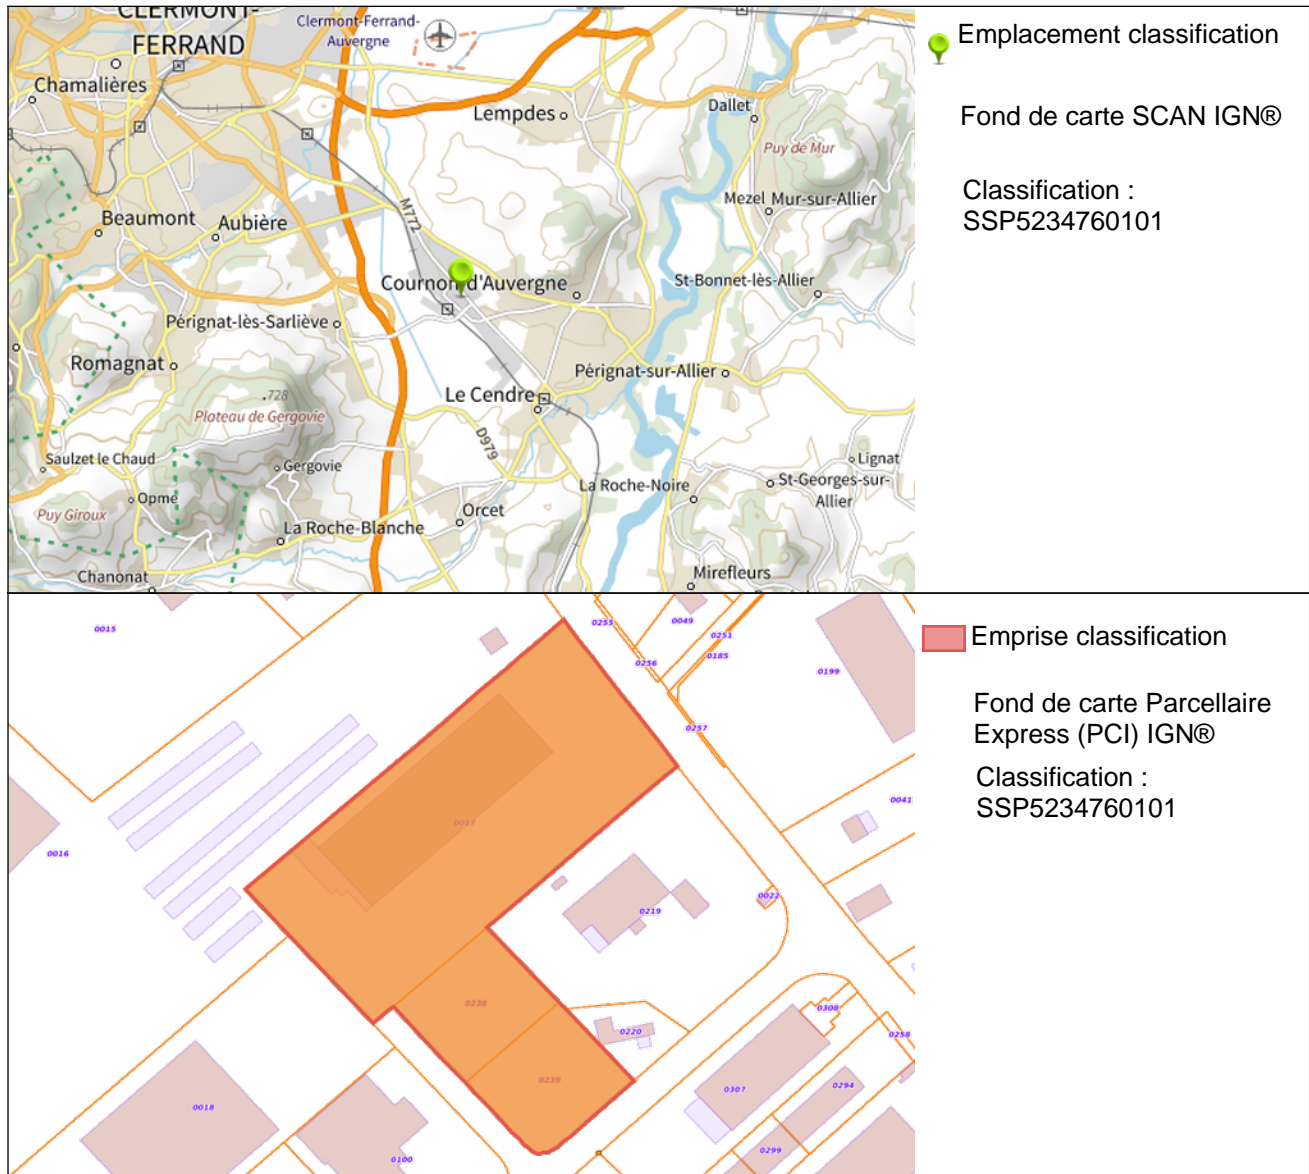 CLERMONT-
FERRAND
Clermont-Ferrand-
Auvergne
Chamalières
Lempdes
Dallet
Puy de Mur
Mezel Mur-sur-Allier
Beaumont
Aubière
M772
Cournon d'Auvergne
St-Bonnet-lès-Allier
Pérignat-lès-Sarliève
Romagnat
Pérignat-sur-Allier
.728
Plateau de Gergovie
Le Cendre
D979
Saulzet le Chaud
Gergovie
Lignat
Opme
La Roche-Noire
St-Georges-sur-
Allier
Puy Giroux
La Roche-Blanche
Orcet
Chanonat
Mirefleurs
Emplacement classification
Fond de carte SCAN IGN®
Classification :
SSP5234760101
0015
0255
0049
0251
0185
0256
0199
0257
0017
0041
0016
0022
0219
0238
0220
0308
0258
0239
0307
0294
0018
0100
0299
Emprise classification
Fond de carte Parcellaire
Express (PCI) IGN®
Classification :
SSP5234760101